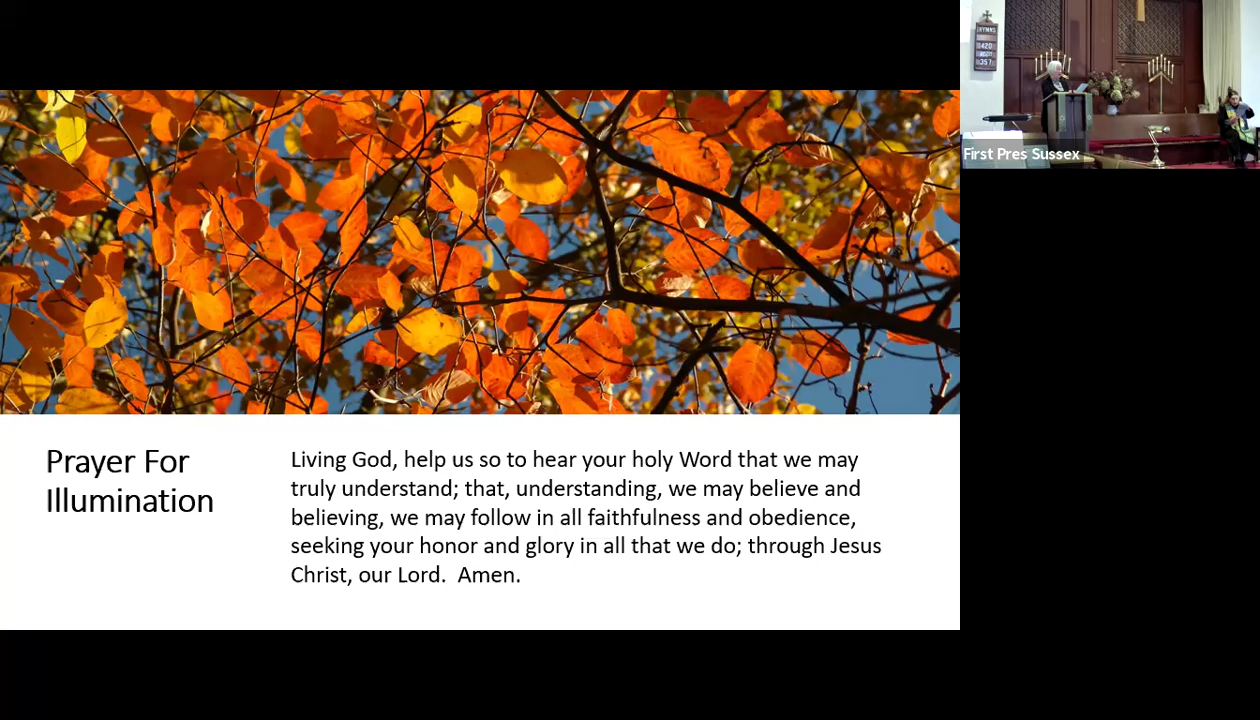 HYMNS
420
357
First Pres Sussex
Prayer For
Illumination
Living God, help us so to hear your holy Word that we may
truly understand; that, understanding, we may believe and
believing, we may follow in all faithfulness and obedience,
seeking your honor and glory in all that we do; through Jesus
Christ, our Lord.  Amen.